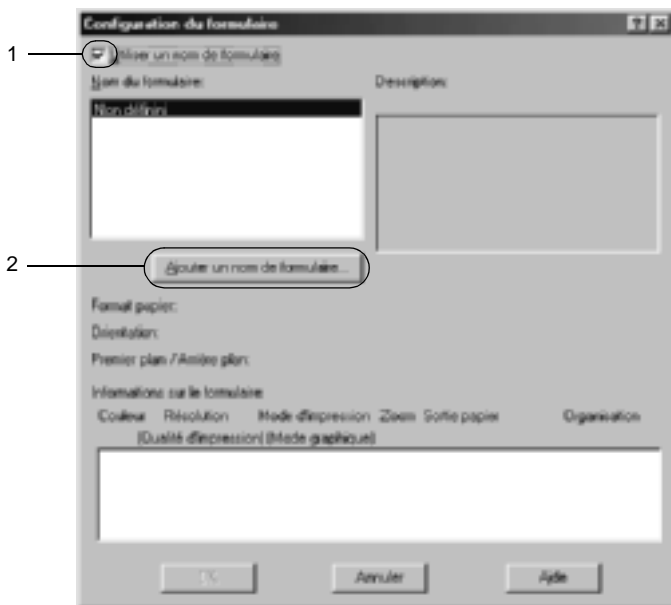 Configuration du formulaire
1
Utiliser un nom de formulaire
Nom du formulaire:
Description:
Non défini
2
Ajouter un nom de formulaire...
Format papier:
Orientation:
Premier plan / Arrière plan:
Informations sur le formulaire
Couleur Résolution Mode d'impression Zoom Sortie papier Organisation
(Qualité d'impression) (Mode graphique)
OK Annuler Aide